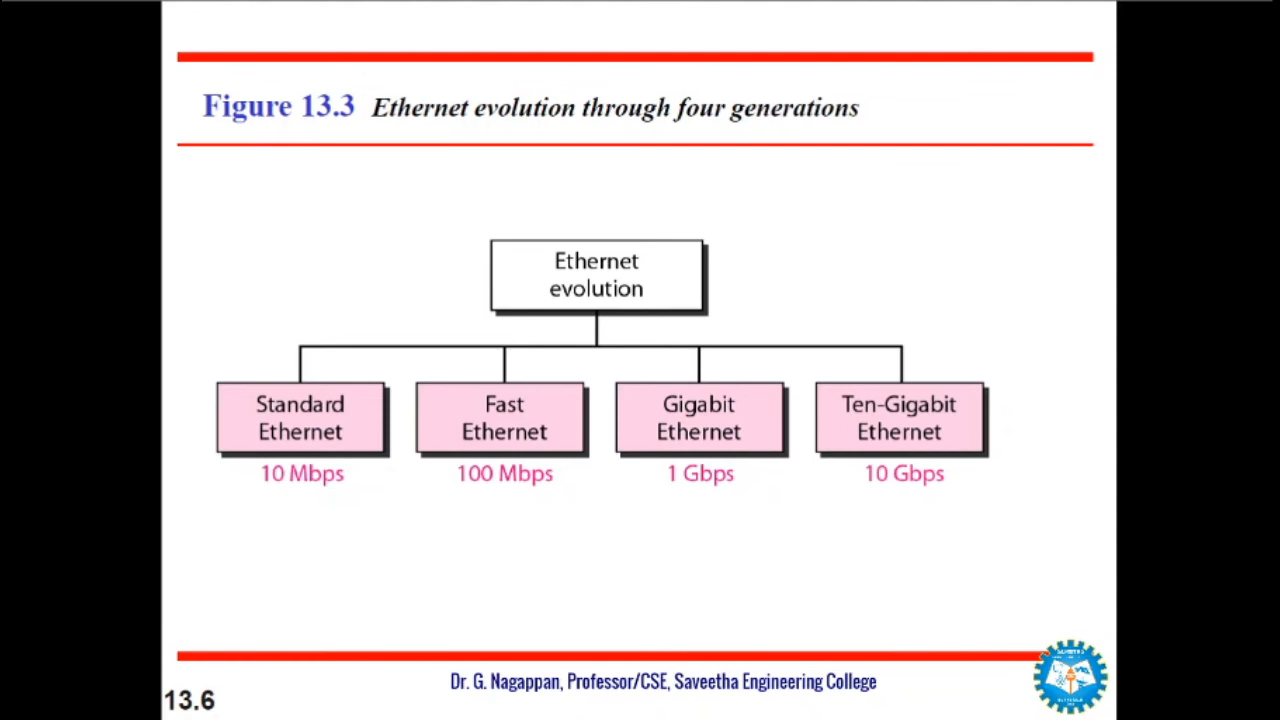 Figure 13.3 Ethernet evolution through four generations
Ethernet
evolution
Standard
Ethernet
10 Mbps
Fast
Ethernet
100 Mbps
Gigabit
Ethernet
1 Gbps
Ten-Gigabit
Ethernet
10 Gbps
Dr. G. Nagappan, Professor/CSE, Saveetha Engineering College
13.6
SAVEETHA